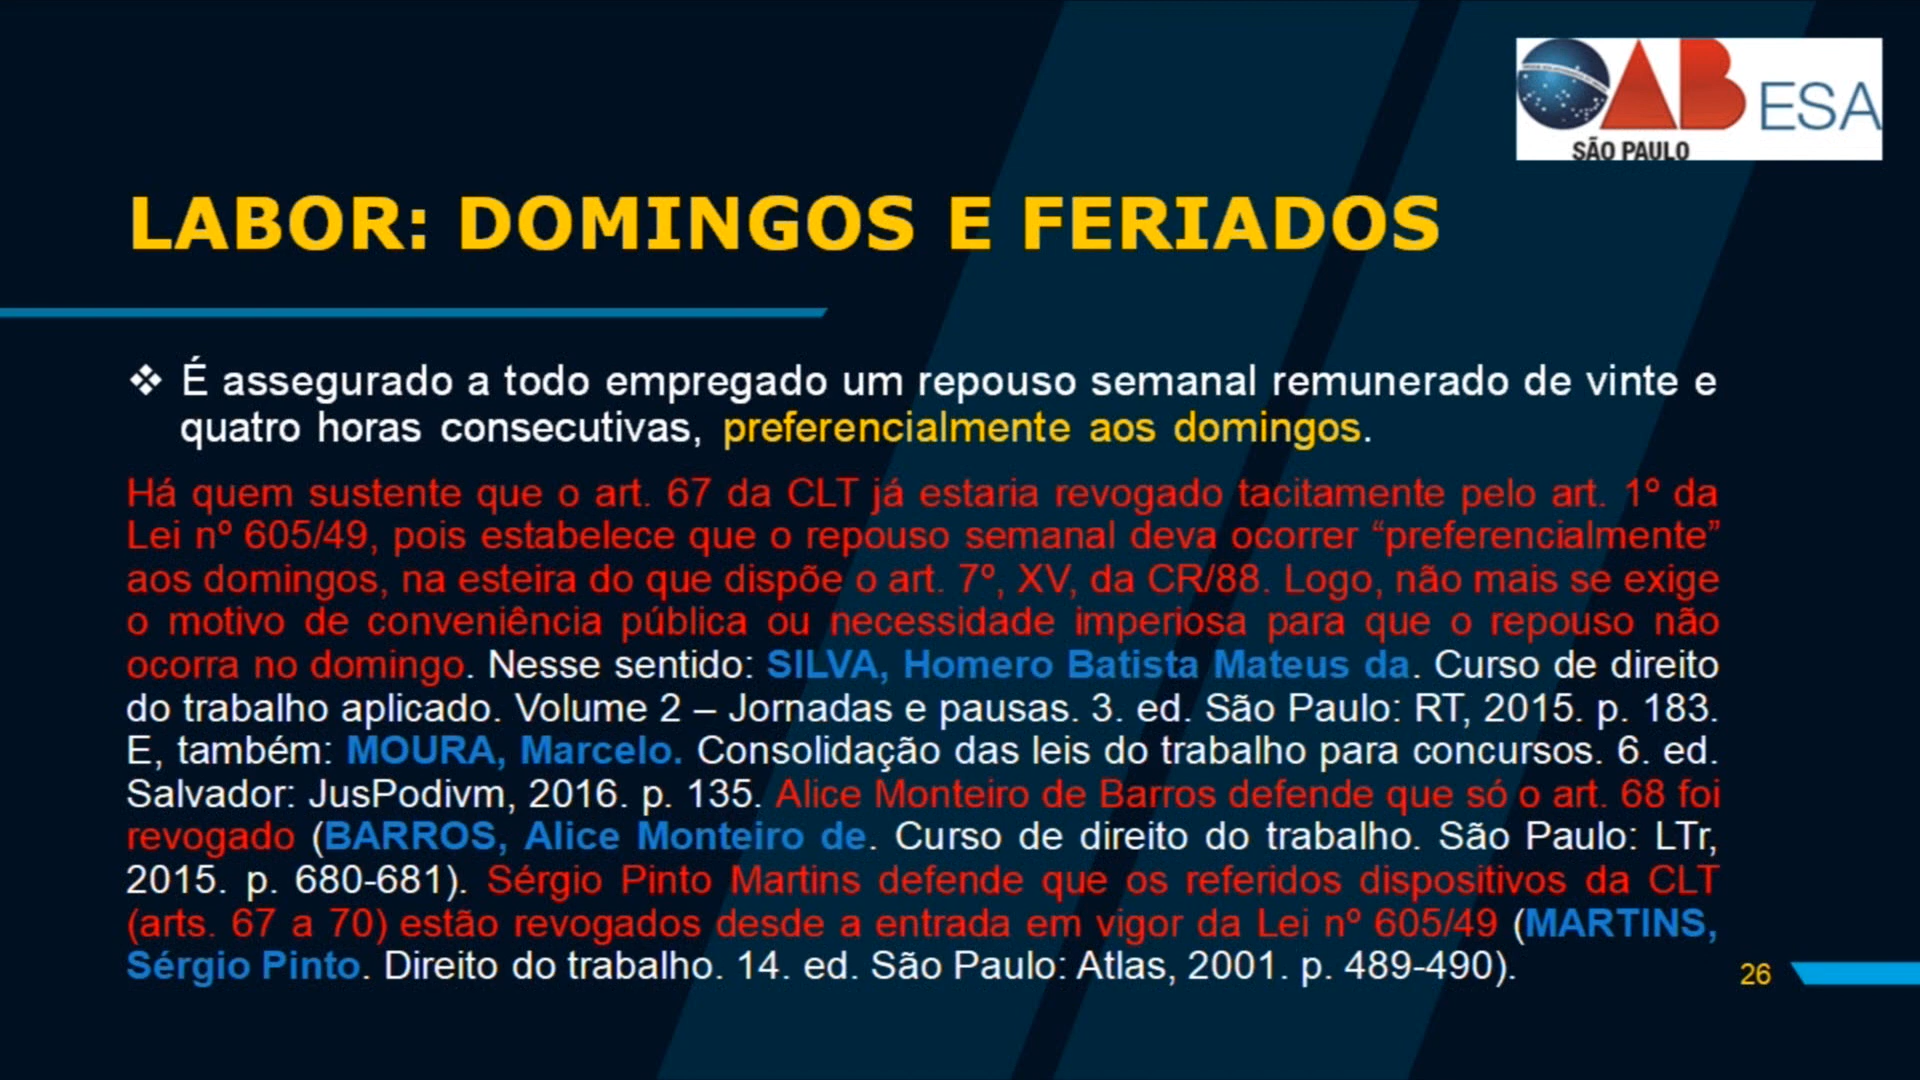 OAB ESA
SÃO PAULO
LABOR: DOMINGOS E FERIADOS
❖ É assegurado a todo empregado um repouso semanal remunerado de vinte e
quatro horas consecutivas, preferencialmente aos domingos.
Há quem sustente que o art. 67 da CLT já estaria revogado tacitamente pelo art. 1º da
Lei nº 605/49, pois estabelece que o repouso semanal deva ocorrer “preferencialmente”
aos domingos, na esteira do que dispõe o art. 7º, XV, da CR/88. Logo, não mais se exige
o motivo de conveniência pública ou necessidade imperiosa para que o repouso não
ocorra no domingo. Nesse sentido: SILVA, Homero Batista Mateus da. Curso de direito
do trabalho aplicado. Volume 2 – Jornadas e pausas. 3. ed. São Paulo: RT, 2015. p. 183.
E, também: MOURA, Marcelo. Consolidação das leis do trabalho para concursos. 6. ed.
Salvador: JusPodivm, 2016. p. 135. Alice Monteiro de Barros defende que só o art. 68 foi
revogado (BARROS, Alice Monteiro de. Curso de direito do trabalho. São Paulo: LTr,
2015. p. 680-681). Sérgio Pinto Martins defende que os referidos dispositivos da CLT
(arts. 67 a 70) estão revogados desde a entrada em vigor da Lei nº 605/49 (MARTINS,
Sérgio Pinto. Direito do trabalho. 14. ed. São Paulo: Atlas, 2001. p. 489-490).
26